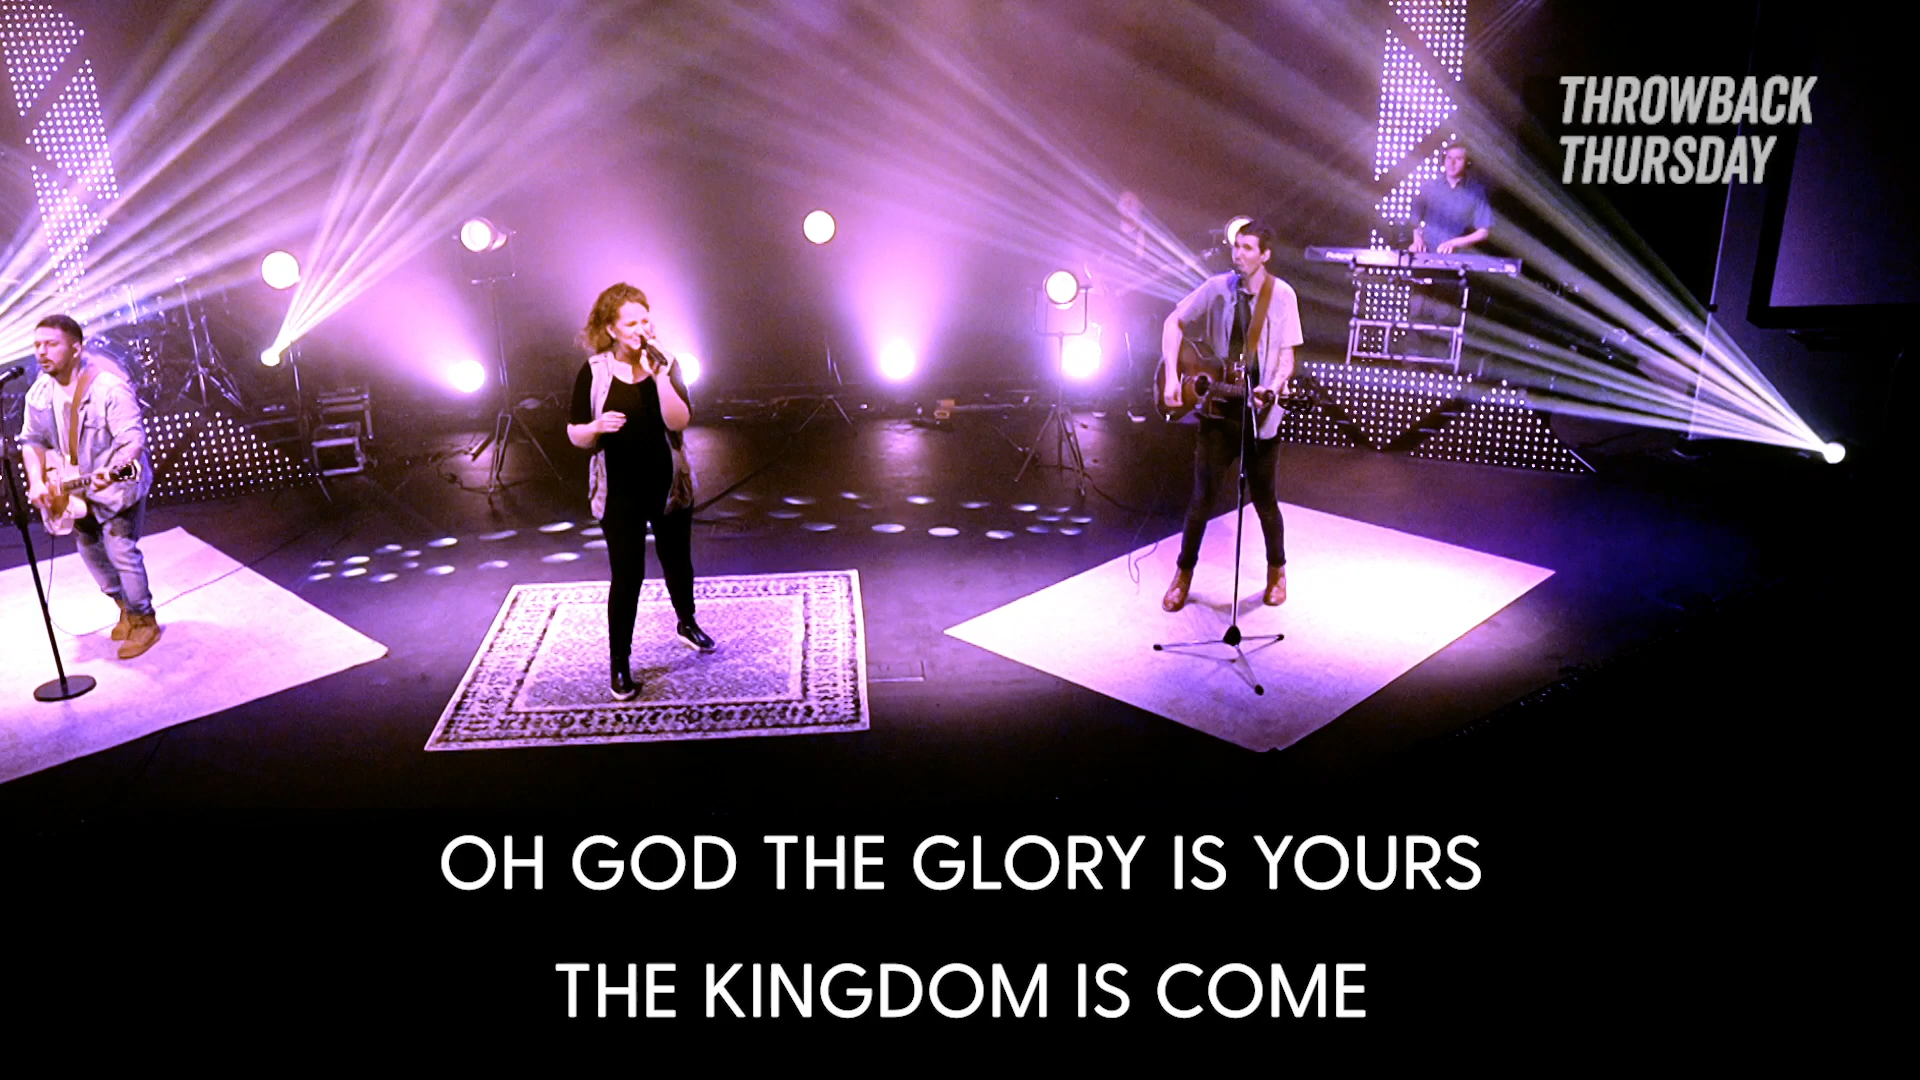 THROWBACK
THURSDAY
OH GOD THE GLORY IS YOURS
THE KINGDOM IS COME